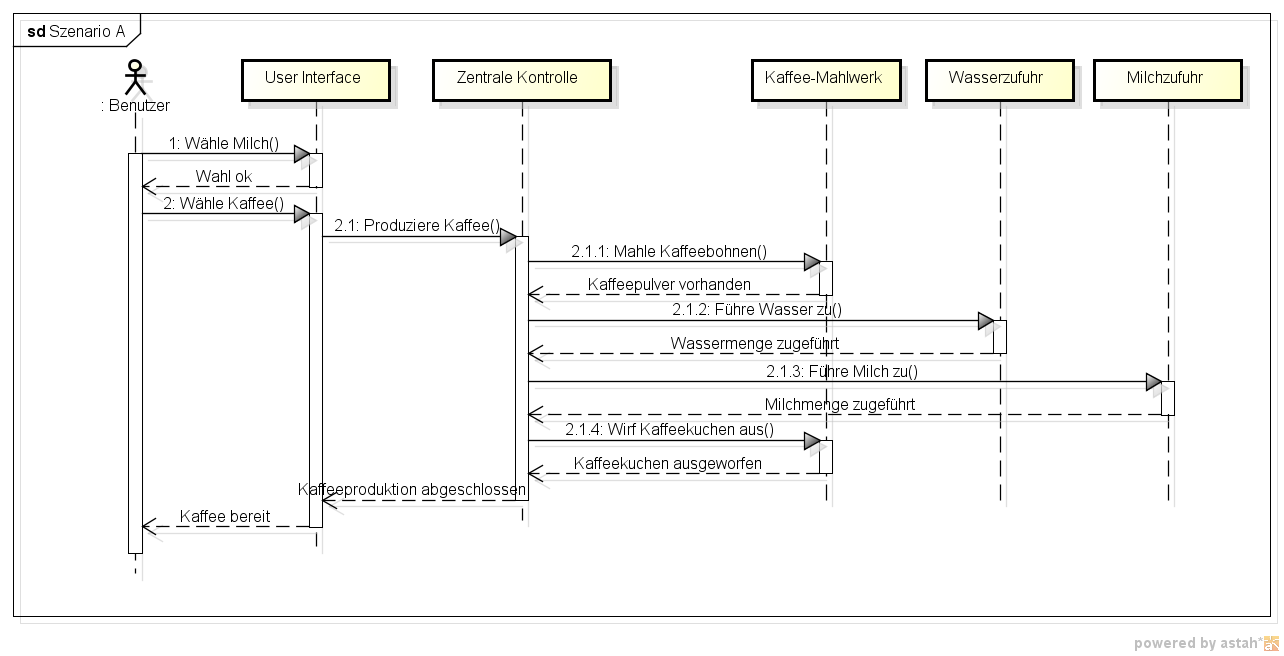 sd Szenario A
: Benutzer
User Interface
Zentrale Kontrolle
Kaffee-Mahlwerk
Wasserzufuhr
Milchzufuhr
1: Wähle Milch()
Wahl ok
2: Wähle Kaffee()
2.1: Produziere Kaffee()
2.1.1: Mahle Kaffeebohnen()
Kaffeepulver vorhanden
2.1.2: Führe Wasser zu()
Wassermenge zugeführt
2.1.3: Führe Milch zu()
Milchmenge zugeführt
2.1.4: Wirf Kaffeekuchen aus()
Kaffeekuchen ausgeworfen
Kaffeeproduktion abgeschlossen
Kaffee bereit
powered by astah*